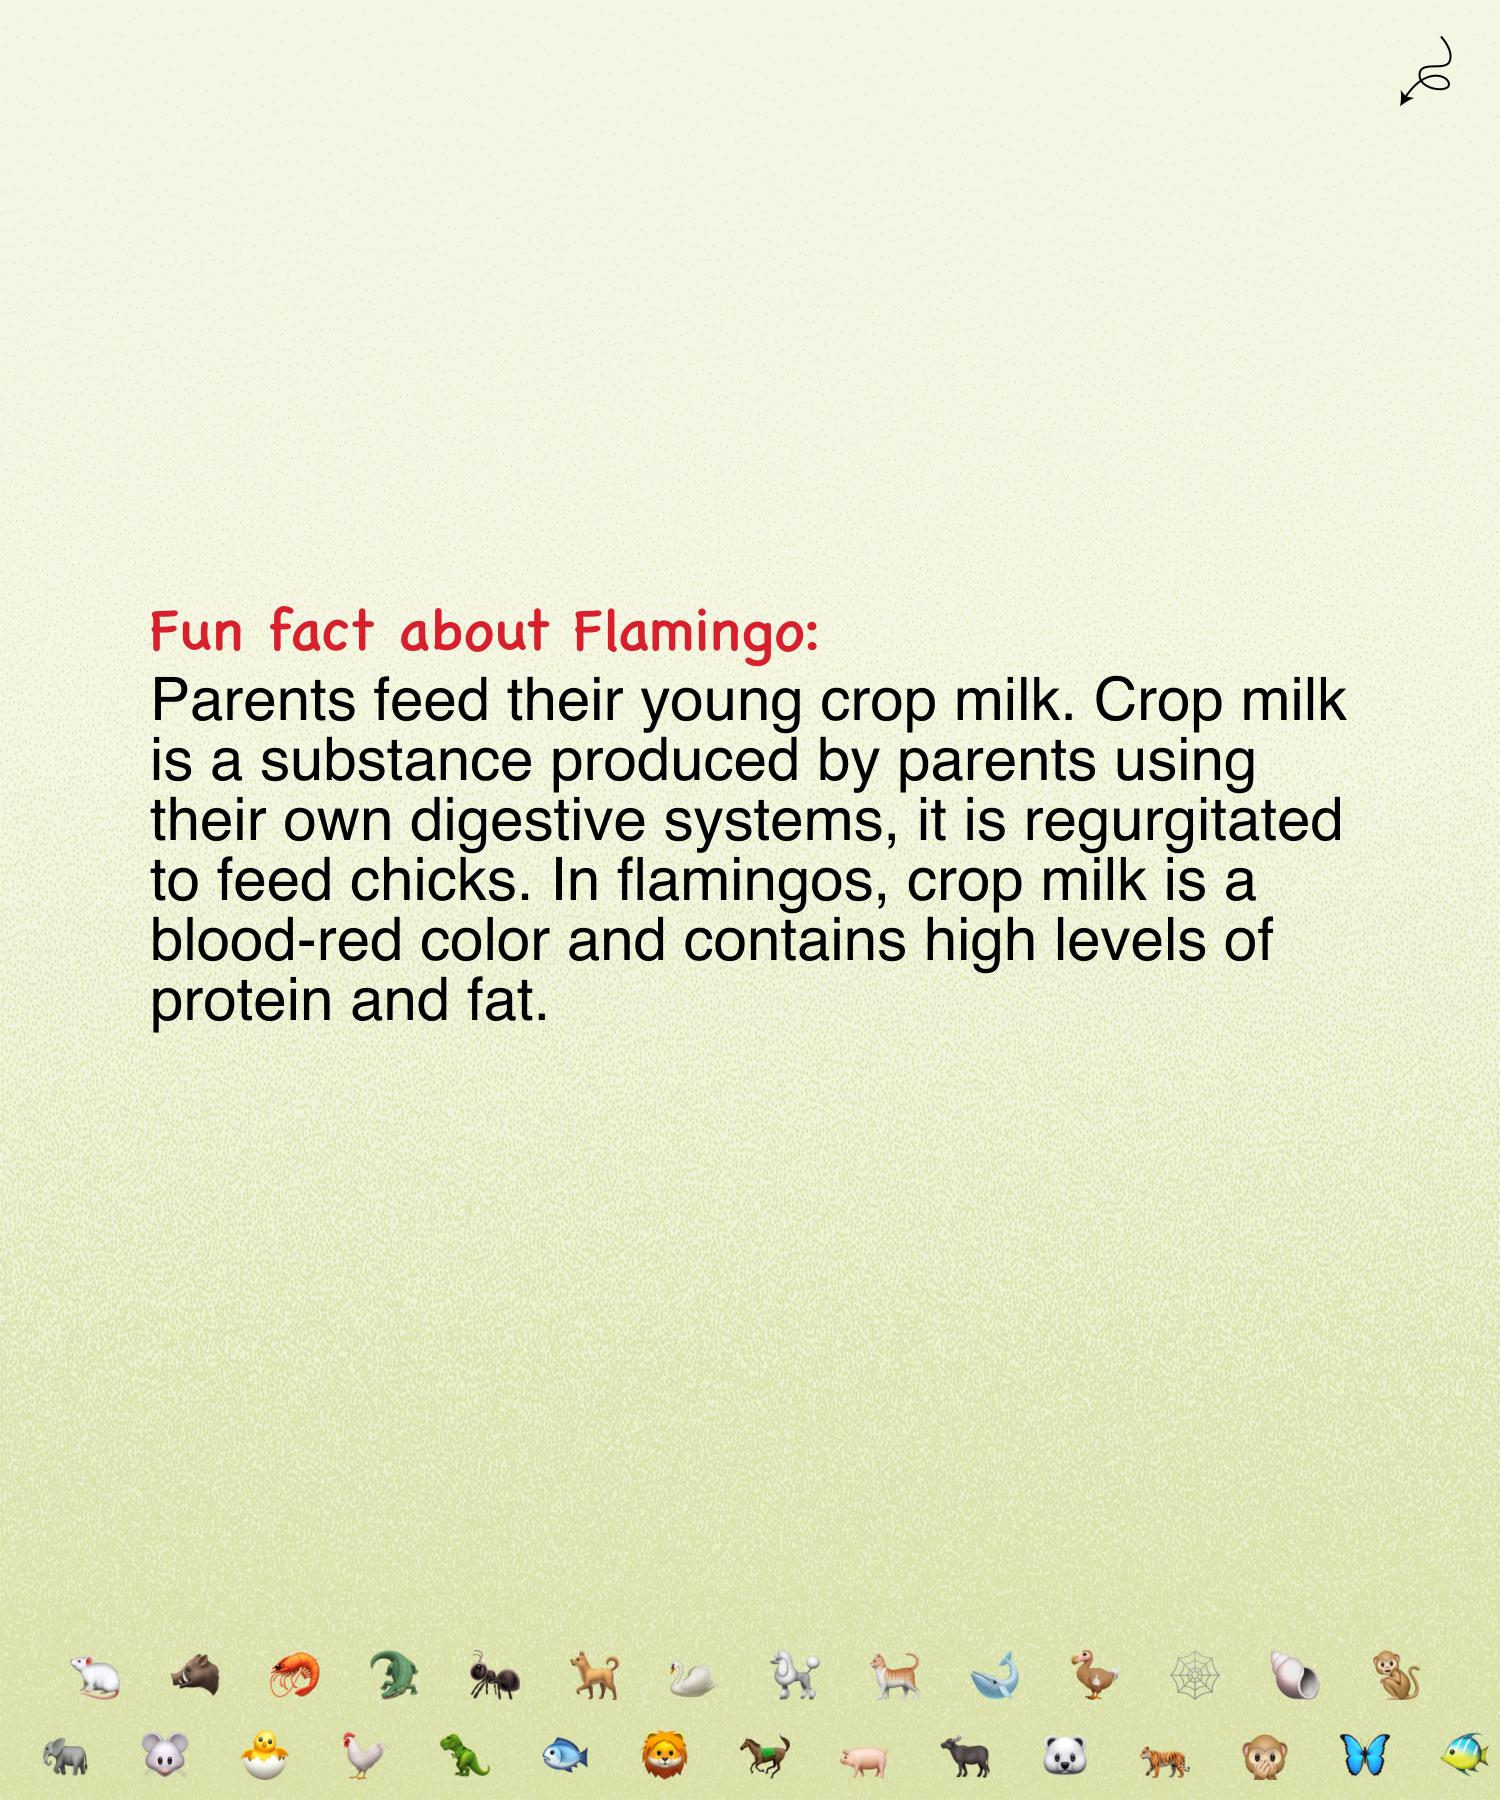 Fun fact about Flamingo:
Parents feed their young crop milk. Crop milk
is a substance produced by parents using
their own digestive systems, it is regurgitated
to feed chicks. In flamingos, crop milk is a
blood-red color and contains high levels of
protein and fat.